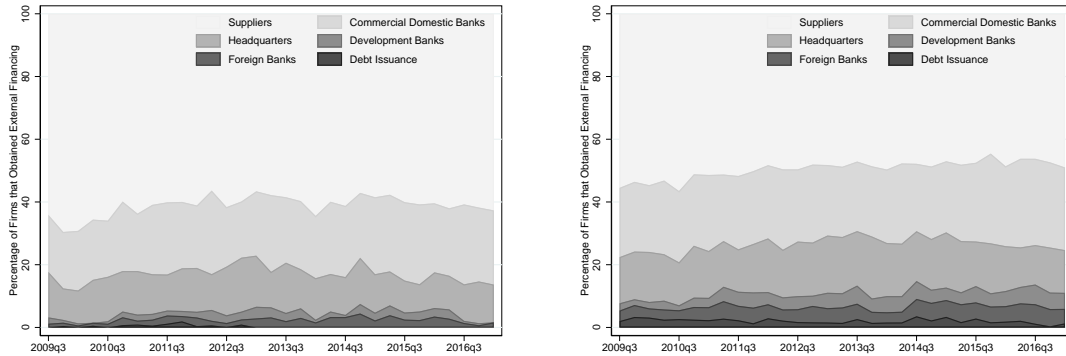 Percentage of Firms that Obtained External Financing
100
80
60
40
20
0
Suppliers
Commercial Domestic Banks
Headquarters
Development Banks
Foreign Banks
Debt Issuance
2009q3 2010q3 2011q3 2012q3 2013q3 2014q3 2015q3 2016q3
Percentage of Firms that Obtained External Financing
100
80
60
40
20
0
Suppliers
Commercial Domestic Banks
Headquarters
Development Banks
Foreign Banks
Debt Issuance
2009q3 2010q3 2011q3 2012q3 2013q3 2014q3 2015q3 2016q3